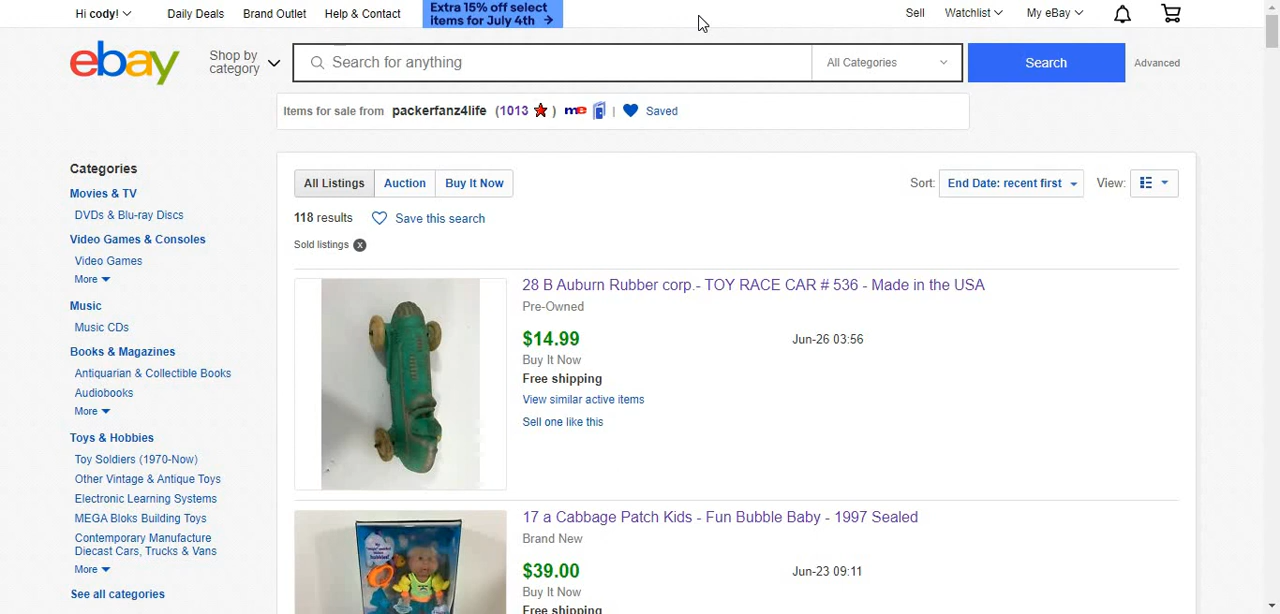 Hi cody!
Daily Deals
Brand Outlet
Help & Contact
Extra 15% off select
items for July 4th →
Sell
Watchlist
My eBay
ebay
Shop by
category
Search for anything
All Categories
Search
Advanced
Items for sale from packerfanz4life (1013 ) me | Saved
Categories
Movies & TV
DVDs & Blu-ray Discs
Video Games & Consoles
Video Games
More
Music
Music CDs
Books & Magazines
Antiquarian & Collectible Books
Audiobooks
More
Toys & Hobbies
Toy Soldiers (1970-Now)
Other Vintage & Antique Toys
Electronic Learning Systems
MEGA Bloks Building Toys
Contemporary Manufacture
Diecast Cars, Trucks & Vans
More
See all categories
All Listings
Auction
Buy It Now
Sort: End Date: recent first
View:
118 results
Save this search
Sold listings x
28 B Auburn Rubber corp.- TOY RACE CAR # 536 - Made in the USA
Pre-Owned
$14.99
Jun-26 03:56
Buy It Now
Free shipping
View similar active items
Sell one like this
17 a Cabbage Patch Kids - Fun Bubble Baby - 1997 Sealed
Brand New
$39.00
Jun-23 09:11
Buy It Now
Free shipping